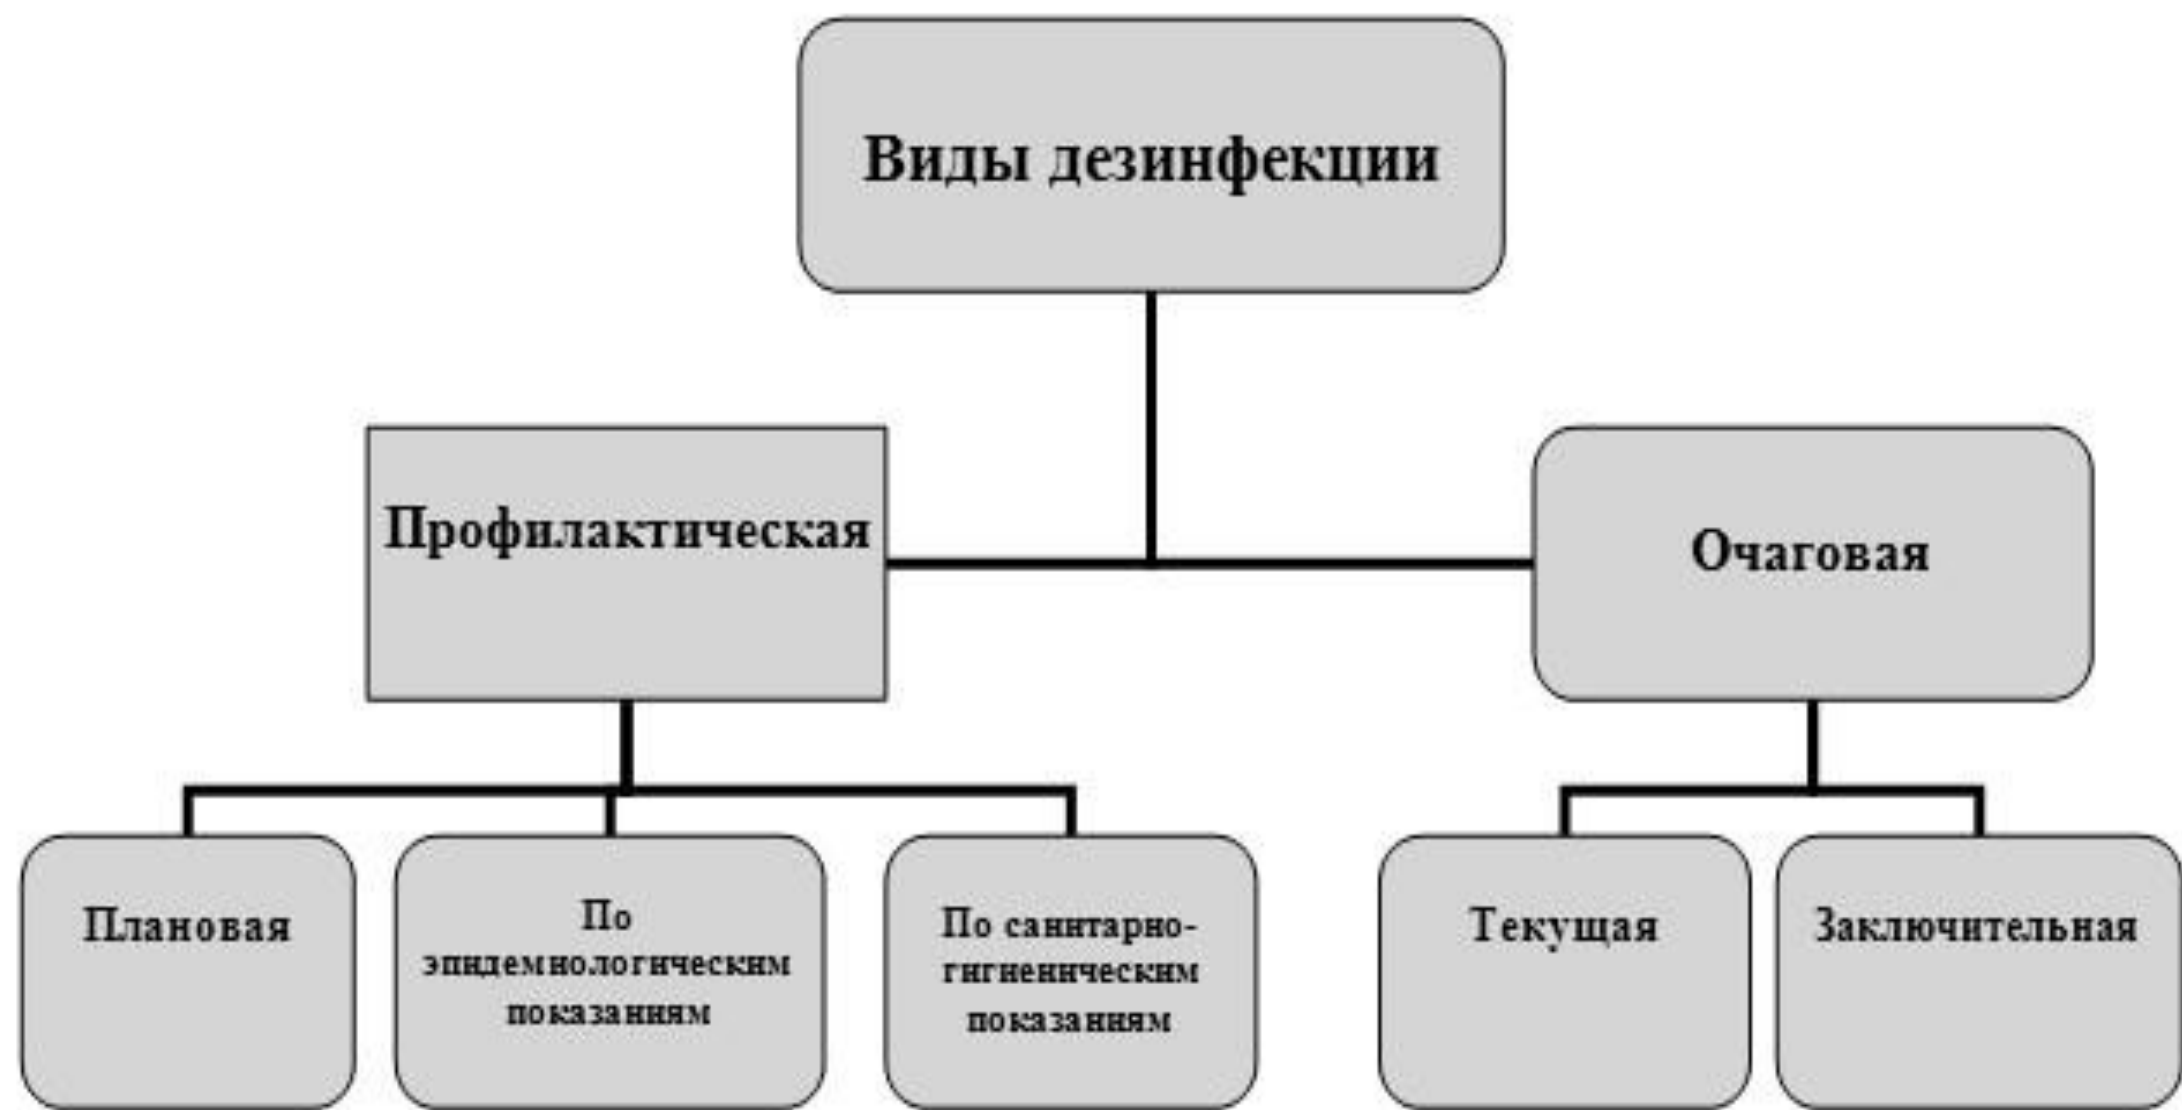 Виды дезинфекции
Профилактическая
Очаговая
Плановая
По
эпидемиологическим
показаниям
По санитарно-
гигиеническим
показаниям
Текущая
Заключительная